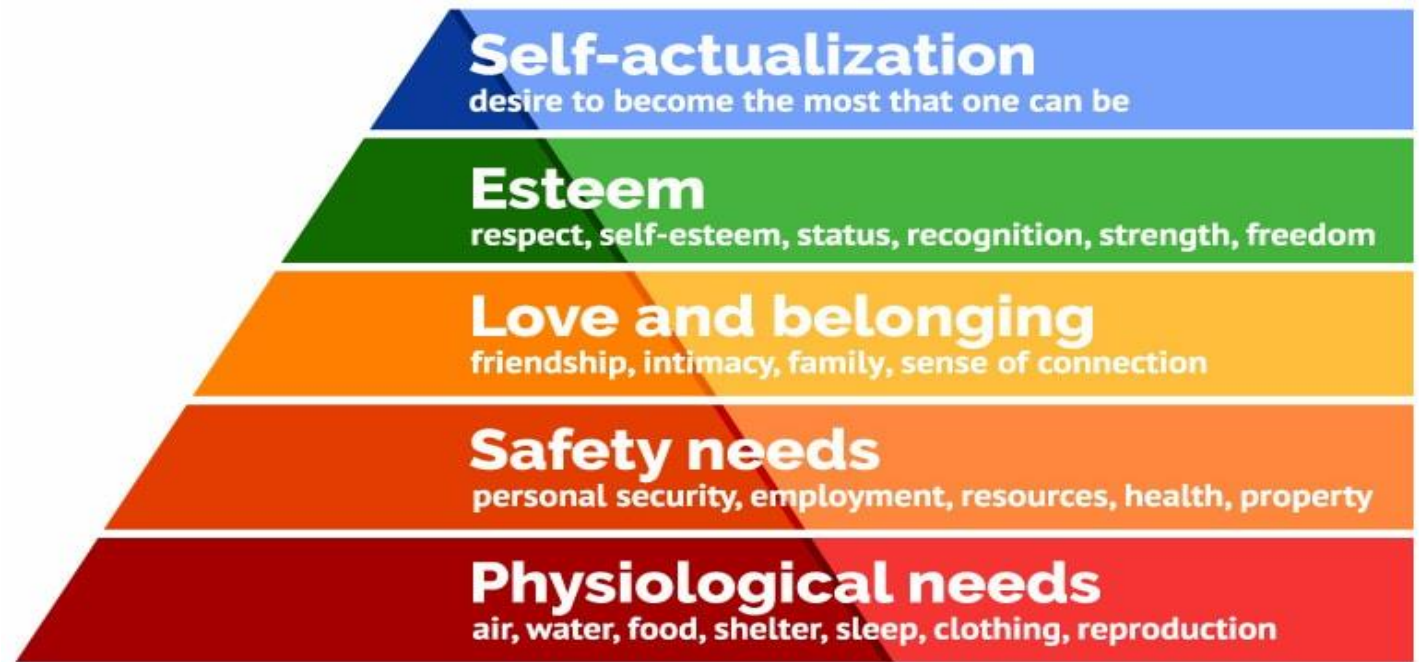 Self-actualization
desire to become the most that one can be
Esteem
respect, self-esteem, status, recognition, strength, freedom
Love and belonging
friendship, intimacy, family, sense of connection
Safety needs
personal security, employment, resources, health, property
Physiological needs
air, water, food, shelter, sleep, clothing, reproduction